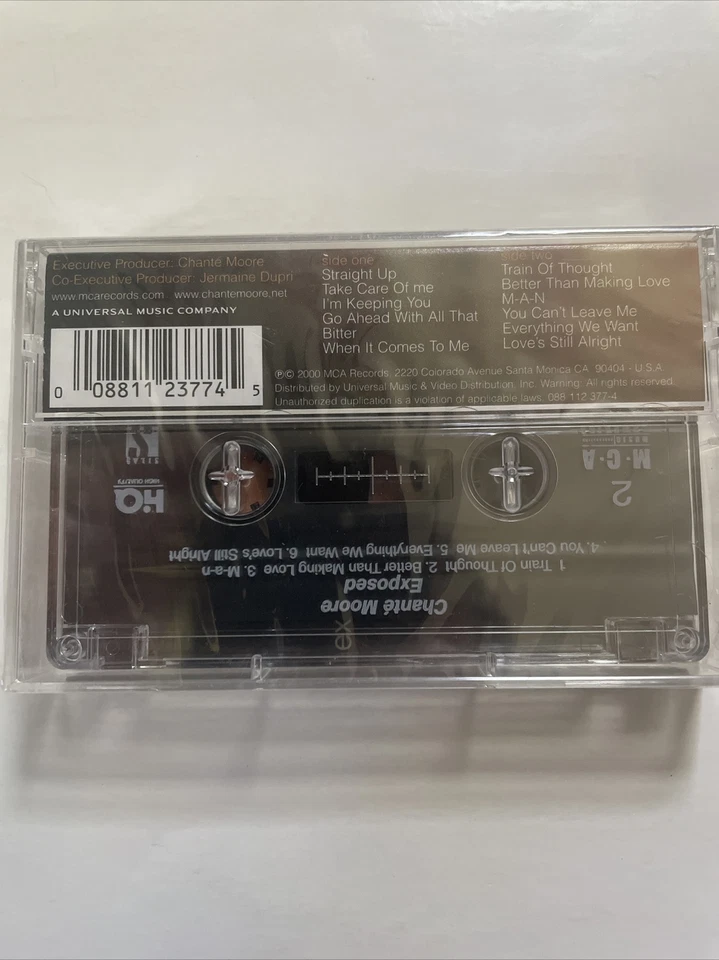 Executive Producer: Chanté Moore
Co-Executive Producer: Jermaine Dupri
www.mcarecords.com www.chantemoore.net
A UNIVERSAL MUSIC COMPANY
0 08811 23774 5
side one
Straight Up
Take Care Of me
I'm Keeping You
Go Ahead With All That
Bitter
When It Comes To Me
side two
Train Of Thought
Better Than Making Love
M-A-N
You Can't Leave Me
Everything We Want
Love's Still Alright
℗© 2000 MCA Records, 2220 Colorado Avenue Santa Monica CA. 90404 - U.S.A.
Distributed by Universal Music & Video Distribution, Inc. Warning: All rights reserved.
Unauthorized duplication is a violation of applicable laws. 088 112 377-4
Chanté Moore
Exposed
1 Train Of Thought 2. Better Than Making Love 3. M-a-n
4. You Can't Leave Me 5. Everything We Want 6. Love's Still Alright
2
M·C·A
MUSIC
HiQ
HIGH QUALITY
SILAS
ex